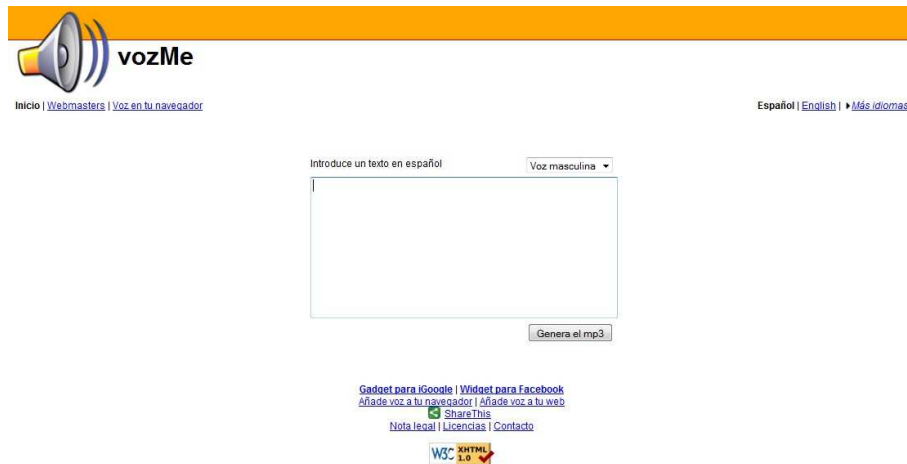 vozMe
Inicio | Webmasters | Voz en tu navegador
Español | English | Más idiomas
Introduce un texto en español
Voz masculina
Genera el mp3
Gadget para iGoogle | Widget para Facebook
Añade voz a tu navegador | Añade voz a tu web
ShareThis
Nota legal | Licencias | Contacto
W3C XHTML 1.0